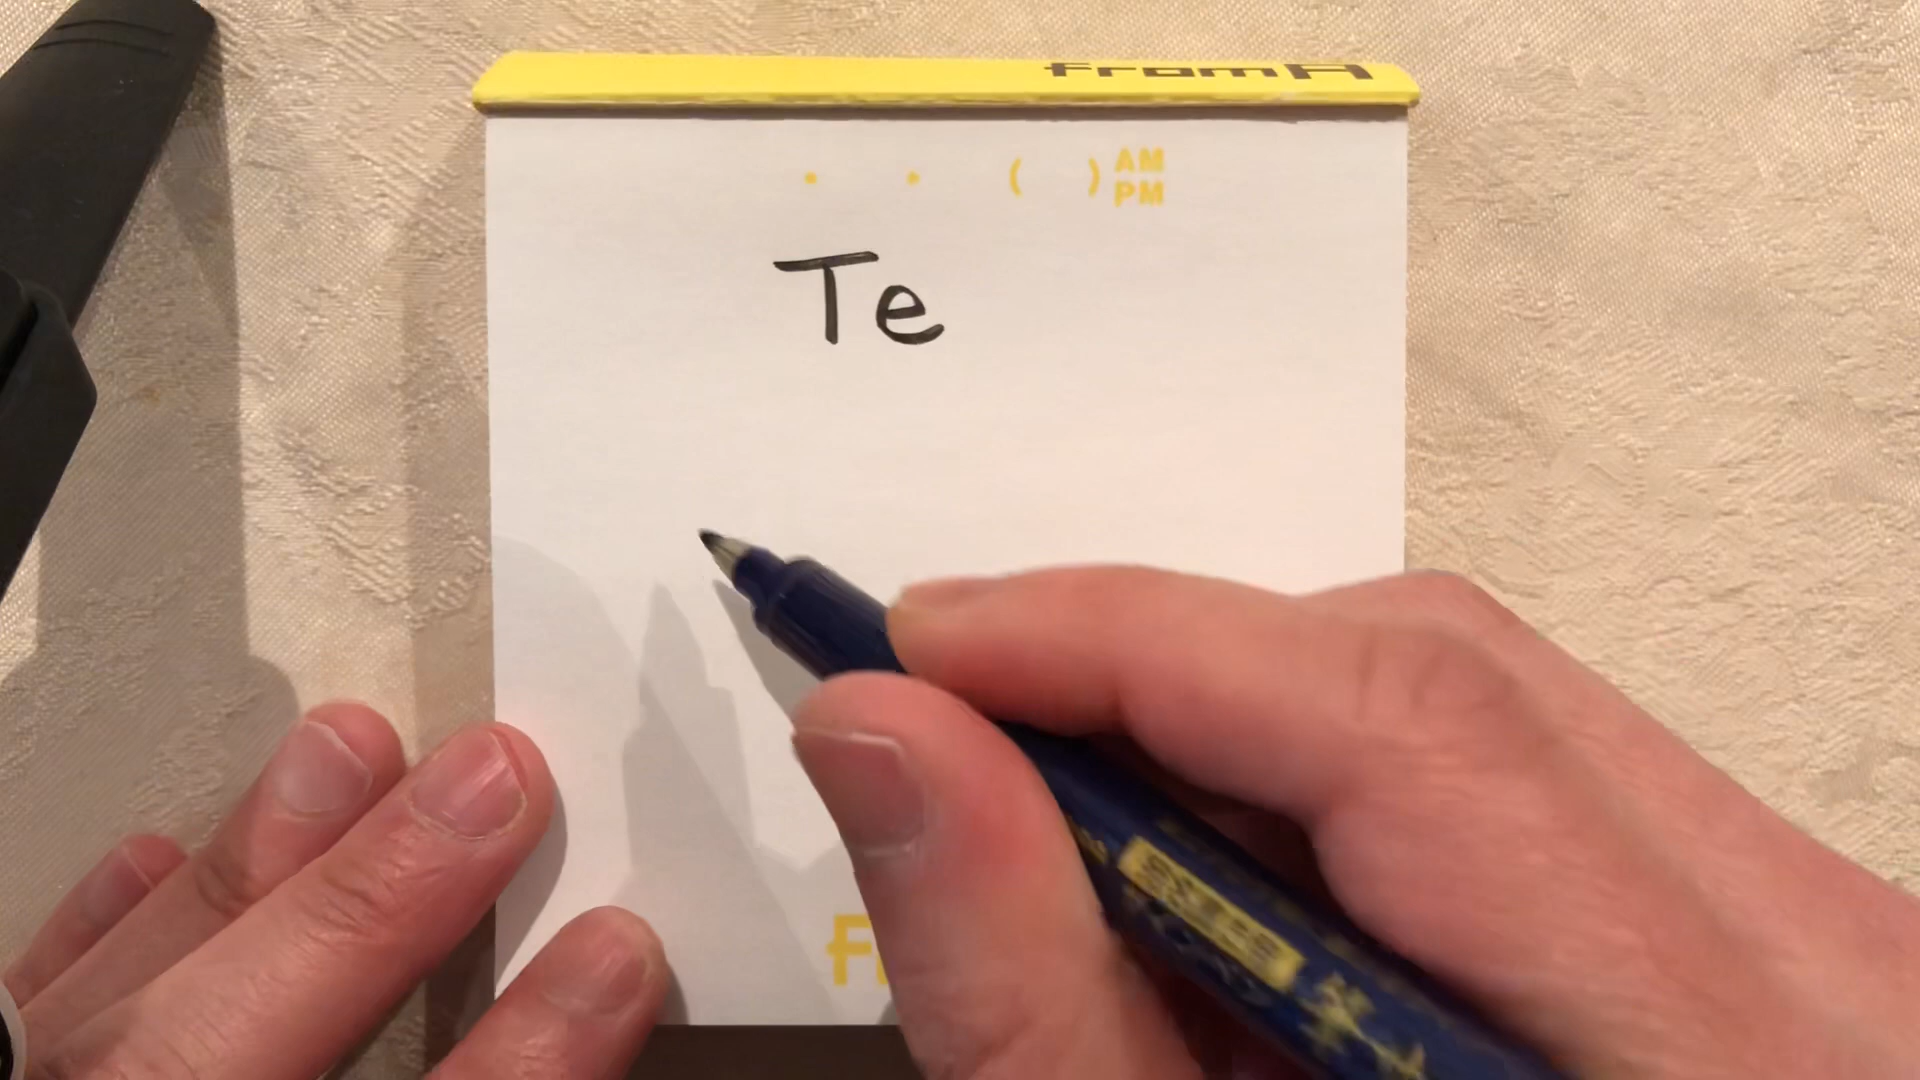 fromA
. . ( ) AM
PM
Te